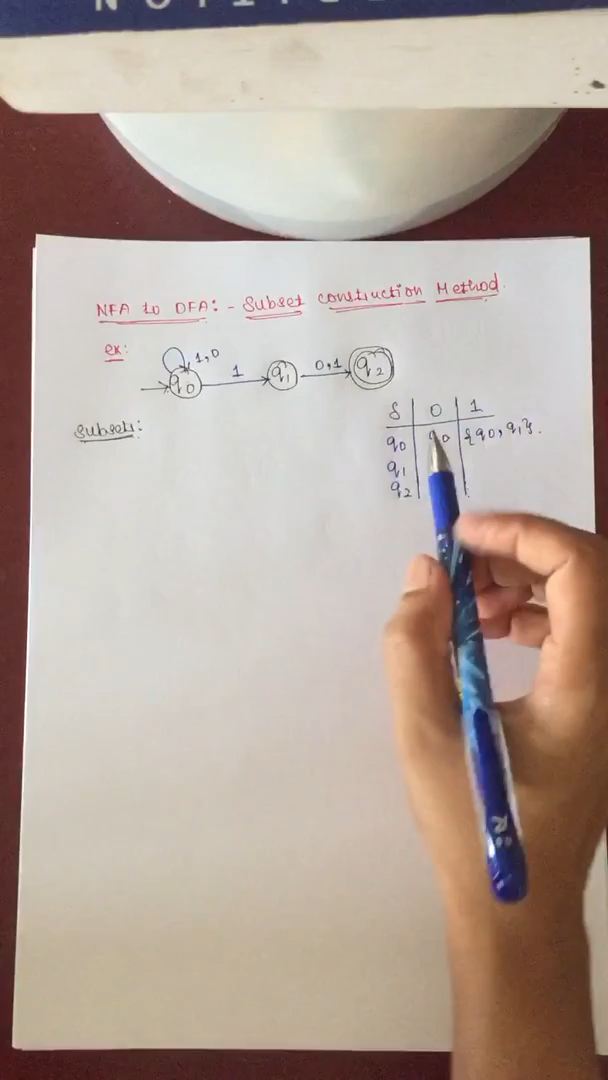 NFA to DFA: - Subset construction Method
ex:
1,0
q0 1 q1 0,1 q2
Subsets:
δ 0 1
q0 q0 {q0, q1}.
q1
q2